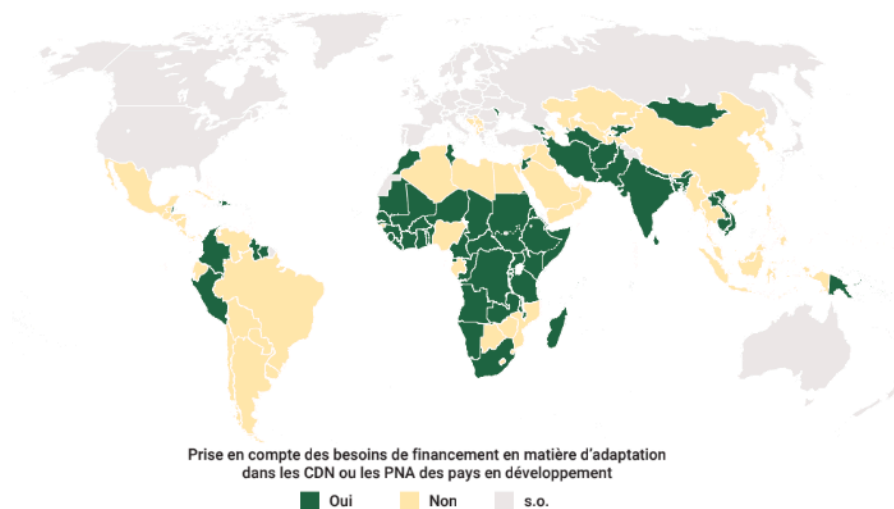 Prise en compte des besoins de financement en matière d'adaptation
dans les CDN ou les PNA des pays en développement
Oui Non s.o.